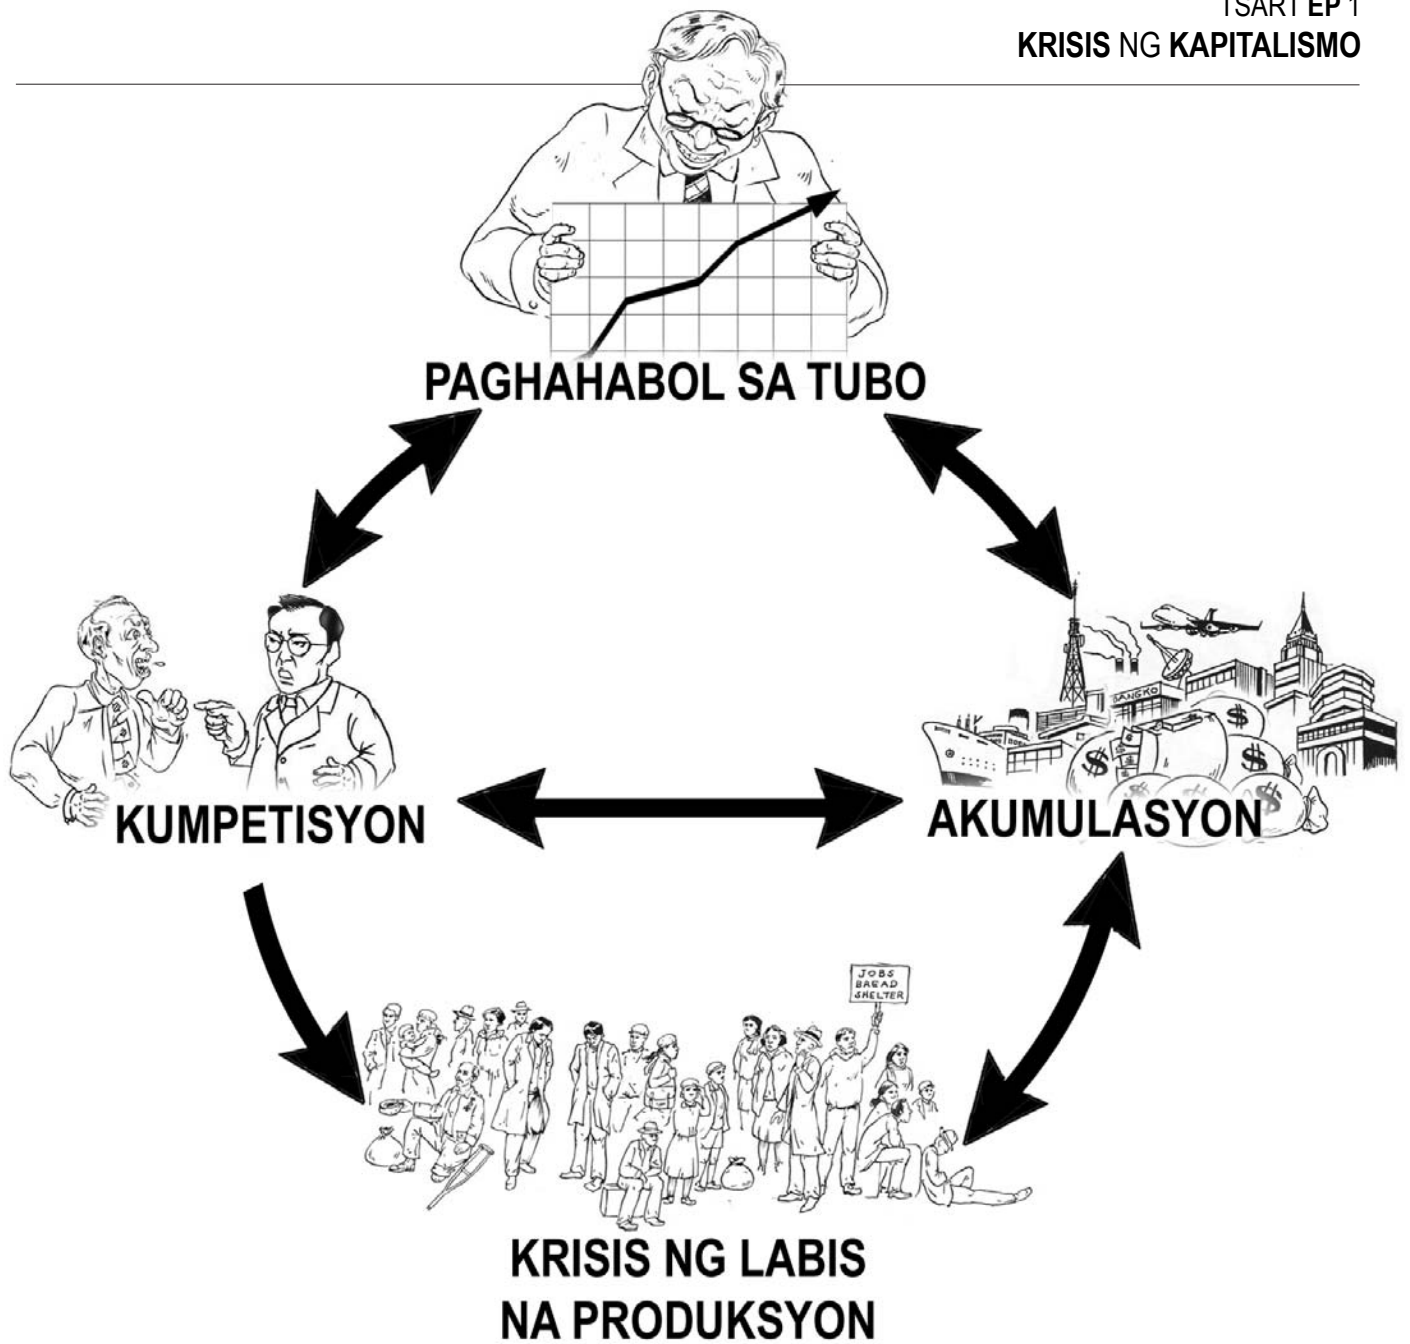 TSART EP 1
KRISIS NG KAPITALISMO
PAGHAHABOL SA TUBO
KUMPETISYON
BANGKO
$
$
$
$
AKUMULASYON
JOBS
BREAD
SHELTER
KRISIS NG LABIS
NA PRODUKSYON